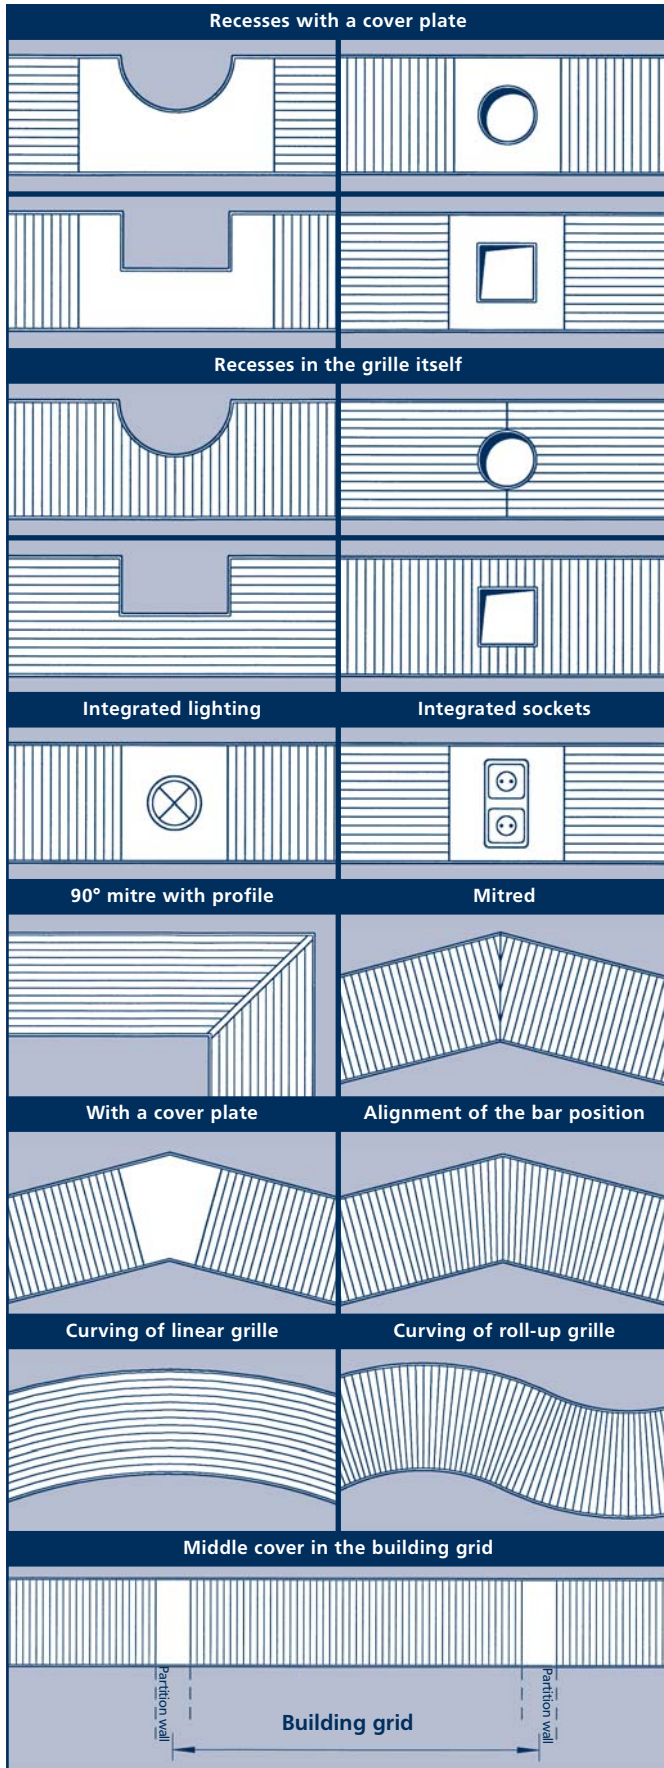 Recesses with a cover plate
Recesses in the grille itself
Integrated lighting
Integrated sockets
90° mitre with profile
Mitred
With a cover plate
Alignment of the bar position
Curving of linear grille
Curving of roll-up grille
Middle cover in the building grid
Partition wall
Partition wall
Building grid